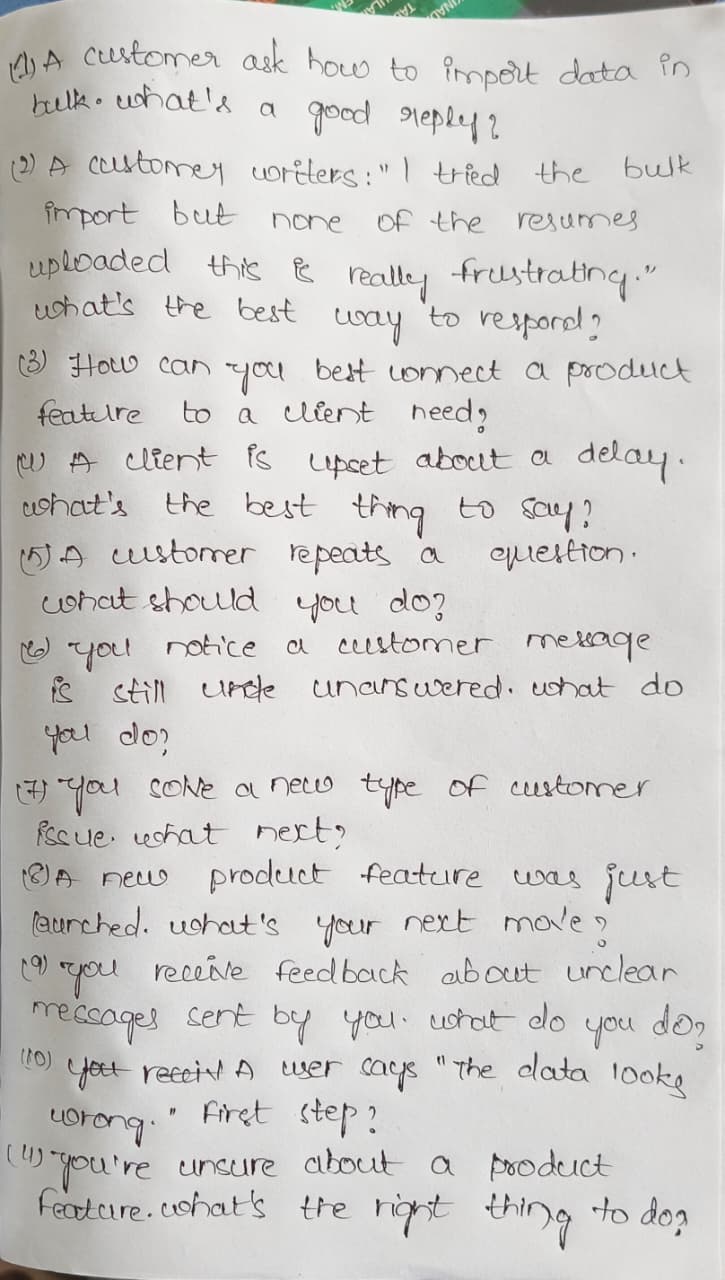 (1) A customer ask how to import data in
bulk. what's a good reply?
(2) A customer writers: "I tried the bulk
import but none of the resumes
uploaded this is really frustrating."
what's the best way to respond?
(3) How can you best connect a product
feature to a client need?
(4) A client is upset about a delay.
what's the best thing to say?
(5) A customer repeats a question.
what should you do?
(6) you notice a customer message
is still unanswered. what do
you do?
(7) you solve a new type of customer
issue. what next?
(8) A new product feature was just
launched. what's your next move?
(9) you receive feedback about unclear
messages sent by you. what do you do?
(10) A user says "The data looks
wrong." First step?
(11) you're unsure about a product
feature. what's the right thing to do?